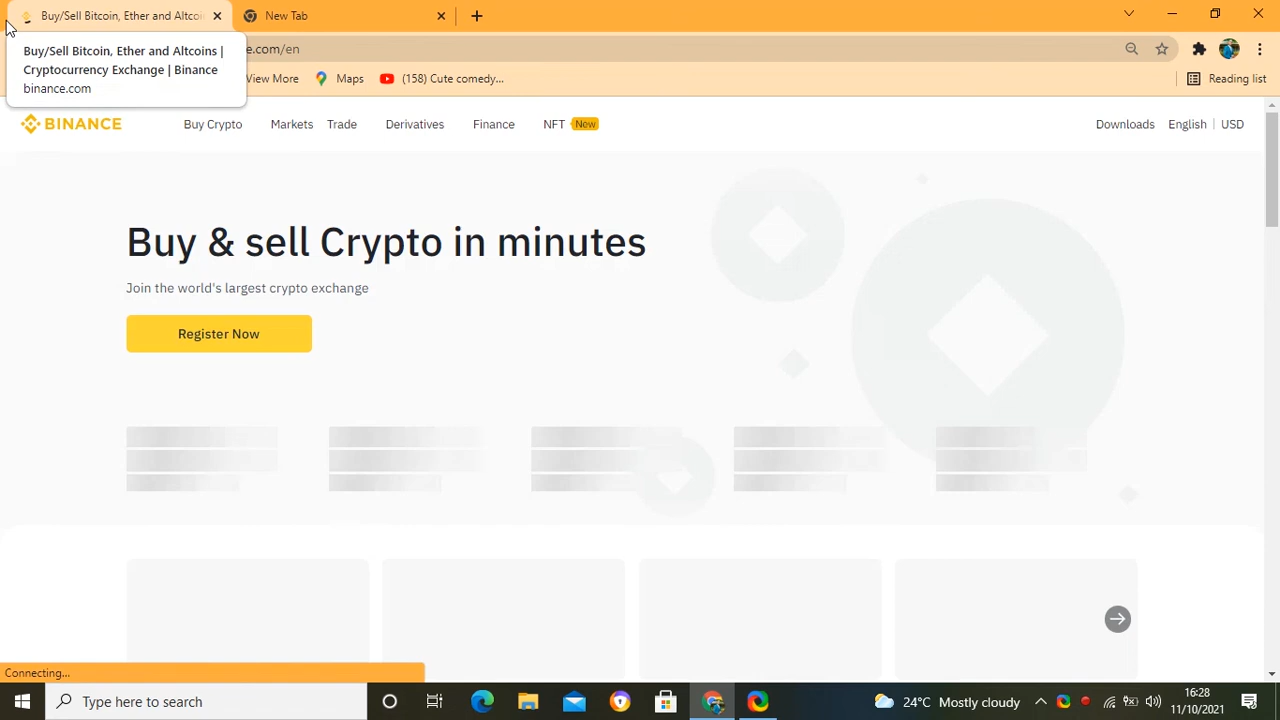 Buy/Sell Bitcoin, Ether and Altcoi
New Tab
Buy/Sell Bitcoin, Ether and Altcoins |
Cryptocurrency Exchange | Binance
binance.com
e.com/en
View More
Maps
(158) Cute comedy...
Reading list
BINANCE
Buy Crypto
Markets
Trade
Derivatives
Finance
NFT New
Downloads
English
USD
Buy & sell Crypto in minutes
Join the world's largest crypto exchange
Register Now
Connecting...
Type here to search
24°C Mostly cloudy
16:28
11/10/2021